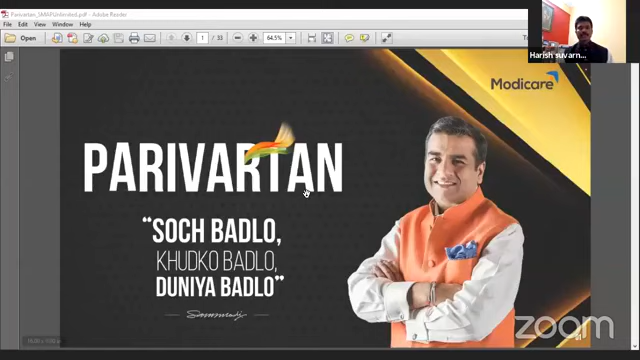 Parivartan_SMAPUnlimited.pdf - Adobe Reader
File Edit View Window Help
Open
1 / 33
64.5%
Harish suvarn...
Modicare
PARIVARTAN
“SOCH BADLO,
KHUDKO BADLO,
DUNIYA BADLO”
zoom